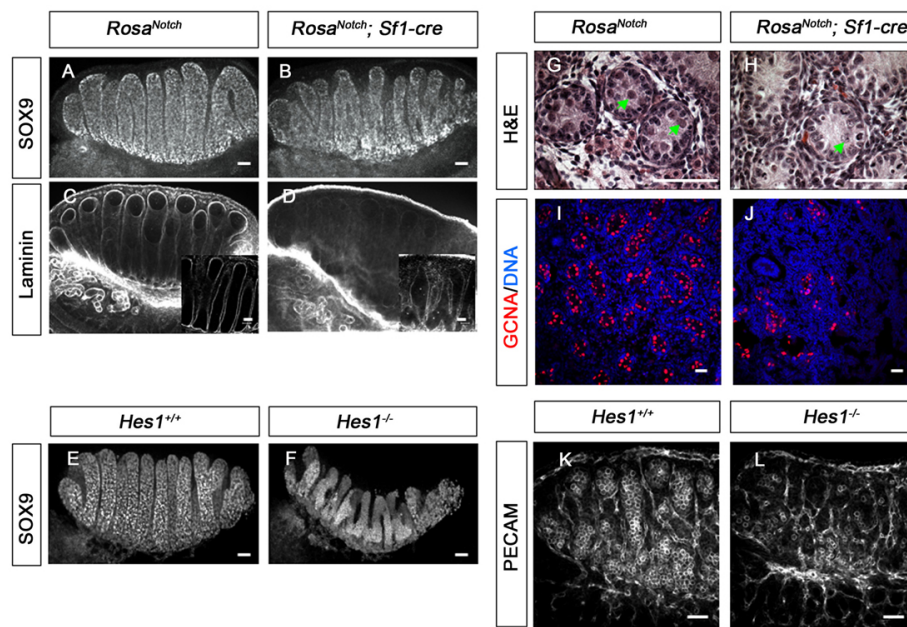 Rosa^Notch
Rosa^Notch; Sf1-cre
SOX9
A
B
Laminin
C
D
Hes1^+/+
Hes1^-/-
SOX9
E
F
Rosa^Notch
Rosa^Notch; Sf1-cre
H&E
G
H
GCNA/DNA
I
J
Hes1^+/+
Hes1^-/-
PECAM
K
L